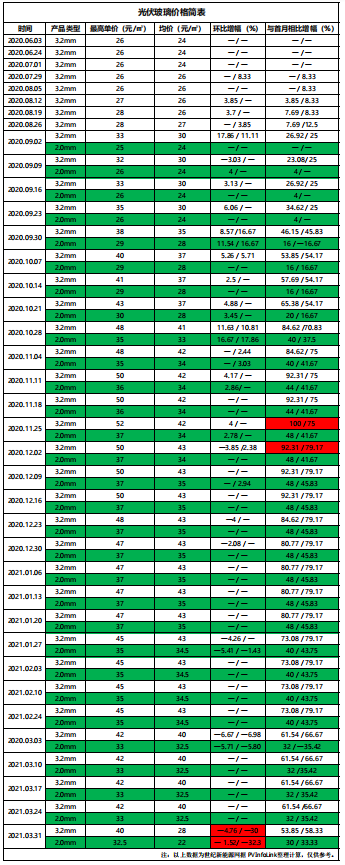 光伏玻璃价格简表
时间 产品类型 最高单价（元/㎡） 均价（元/㎡） 环比增幅（%） 与首月相比增幅（%）
2020.06.03 3.2mm 26 24 —/— —/—
2020.06.24 3.2mm 26 24 —/— —/—
2020.07.01 3.2mm 26 24 —/— —/—
2020.07.29 3.2mm 26 26 —/ 8.33 —/ 8.33
2020.08.05 3.2mm 26 26 —/— —/ 8.33
2020.08.12 3.2mm 27 26 3.85 /— 3.85 / 8.33
2020.08.19 3.2mm 28 26 3.7 /— 7.69 / 8.33
2020.08.26 3.2mm 28 27 —/ 3.85 7.69/12.5
2020.09.02 3.2mm 33 30 17.86 / 11.11 26.92 / 25
2.0mm 25 24 —/— —/—
2020.09.09 3.2mm 32 30 —3.03 /— 23.08/25
2.0mm 26 24 4 /— 4 /—
2020.09.16 3.2mm 33 30 3.13 /— 26.92 / 25
2.0mm 26 24 —/— 4 /—
2020.09.23 3.2mm 35 30 6.06 /— 34.62 / 25
2.0mm 26 24 —/— 4 /—
2020.09.30 3.2mm 38 35 8.57 /16.67 46.15 / 45.83
2.0mm 29 28 11.54 / 16.67 16 / —16.67
2020.10.07 3.2mm 40 37 5.26 / 5.71 53.85 / 54.17
2.0mm 29 28 —/— 16 / 16.67
2020.10.14 3.2mm 41 37 2.5 /— 57.69 / 54.17
2.0mm 29 28 —/— 16 / 16.67
2020.10.21 3.2mm 43 37 4.88 /— 65.38 / 54.17
2.0mm 30 28 3.45 /— 20 / 16.67
2020.10.28 3.2mm 48 41 11.63 / 10.81 84.62 /70.83
2.0mm 35 33 16.67 / 17.86 40 / 37.5
2020.11.04 3.2mm 48 42 —/ 2.44 84.62 / 75
2.0mm 35 34 —/ 3.03 40 / 41.67
2020.11.11 3.2mm 50 42 4.17 /— 92.31 / 75
2.0mm 36 34 2.86/— 44 / 41.67
2020.11.18 3.2mm 50 42 —/— 92.31 / 75
2.0mm 36 34 —/— 44 / 41.67
2020.11.25 3.2mm 52 42 4 /— 100 / 75
2.0mm 37 34 2.78 /— 48 / 41.67
2020.12.02 3.2mm 50 43 —3.85 /2.38 92.31 / 79.17
2.0mm 37 34 —/— 48 / 41.67
2020.12.09 3.2mm 50 43 —/— 92.31 / 79.17
2.0mm 37 35 —/ 2.94 48 / 45.83
2020.12.16 3.2mm 50 43 —/— 92.31 / 79.17
2.0mm 37 35 —/— 48 / 45.83
2020.12.23 3.2mm 48 43 —4 /— 84.62 / 79.17
2.0mm 37 35 —/— 48 / 45.83
2020.12.30 3.2mm 47 43 —2.08 /— 80.77 / 79.17
2.0mm 37 35 —/— 48 / 45.83
2021.01.06 3.2mm 47 43 —/— 80.77 / 79.17
2.0mm 37 35 —/— 48 / 45.83
2021.01.13 3.2mm 47 43 —/— 80.77 / 79.17
2.0mm 37 35 —/— 48 / 45.83
2021.01.20 3.2mm 47 43 —/— 80.77 / 79.17
2.0mm 37 35 —/— 48 / 45.83
2021.01.27 3.2mm 45 43 —4.26 /— 73.08 / 79.17
2.0mm 35 34.5 —5.41 / —1.43 40 / 43.75
2021.02.03 3.2mm 45 43 —/— 73.08 / 79.17
2.0mm 35 34.5 —/— 40 / 43.75
2021.02.10 3.2mm 45 43 —/— 73.08 / 79.17
2.0mm 35 34.5 —/— 40 / 43.75
2021.02.24 3.2mm 45 43 —/— 73.08 / 79.17
2.0mm 35 34.5 —/— 40 / 43.75
2020.03.03 3.2mm 42 40 —6.67 / —6.98 61.54 / 66.67
2.0mm 33 32.5 —5.71 / —5.80 32 / —35.42
2021.03.10 3.2mm 42 40 —/— 61.54 / 66.67
2.0mm 33 32.5 —/— 32 /35.42
2021.03.17 3.2mm 42 40 —/— 61.54 / 66.67
2.0mm 33 32.5 —/— 32 / 35.42
2021.03.24 3.2mm 42 40 —/— 61.54 /66.67
2.0mm 33 32.5 —/— 32 / 35.42
2021.03.31 3.2mm 40 28 —4.76 / —30 53.85 / 58.33
2.0mm 32.5 22 —1.52/ —32.3 30 / 33.33
注：以上数据为世纪新能源网据 PVInfoLink整理计算，仅供参考。